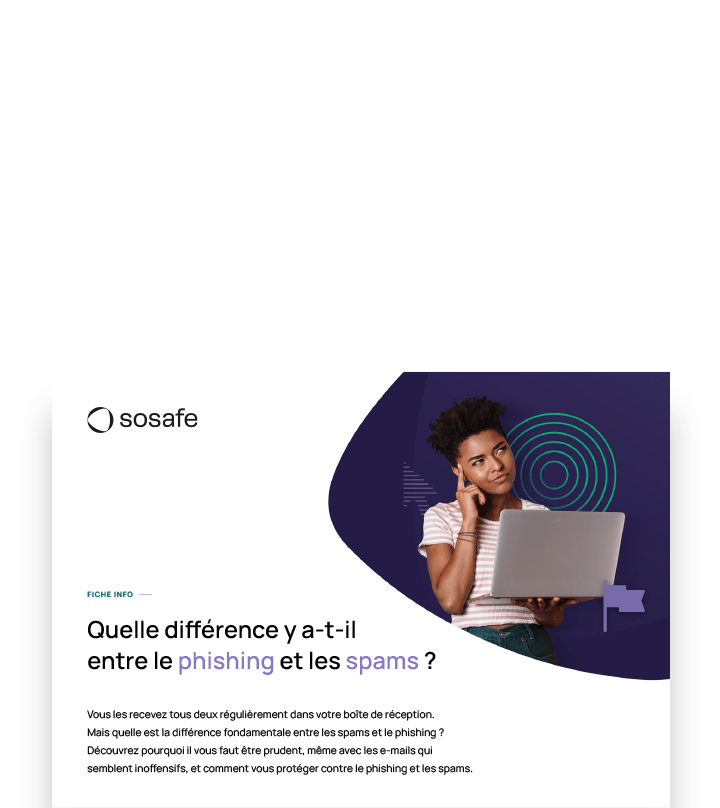 sosafe
FICHE INFO
Quelle différence y a-t-il
entre le phishing et les spams ?
Vous les recevez tous deux régulièrement dans votre boîte de réception.
Mais quelle est la différence fondamentale entre les spams et le phishing ?
Découvrez pourquoi il vous faut être prudent, même avec les e-mails qui
semblent inoffensifs, et comment vous protéger contre le phishing et les spams.